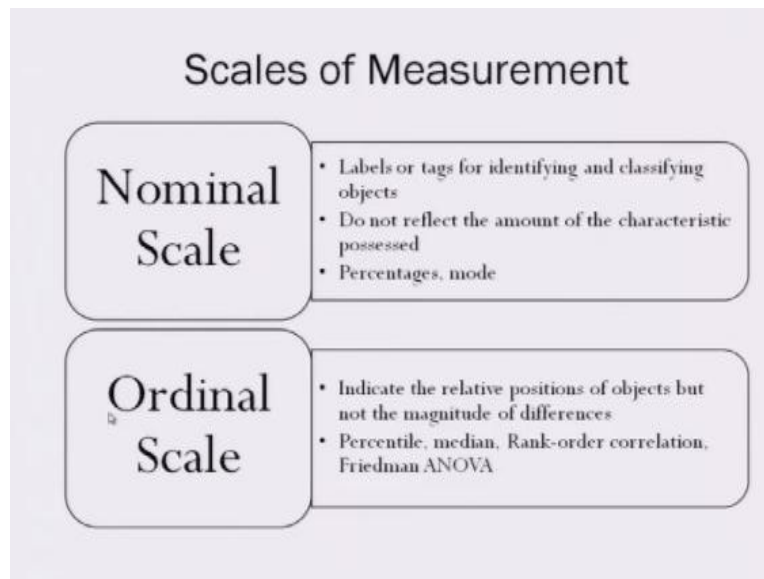 Scales of Measurement
Nominal
Scale
• Labels or tags for identifying and classifying
objects
• Do not reflect the amount of the characteristic
possessed
• Percentages, mode
Ordinal
Scale
• Indicate the relative positions of objects but
not the magnitude of differences
• Percentile, median, Rank-order correlation,
Friedman ANOVA